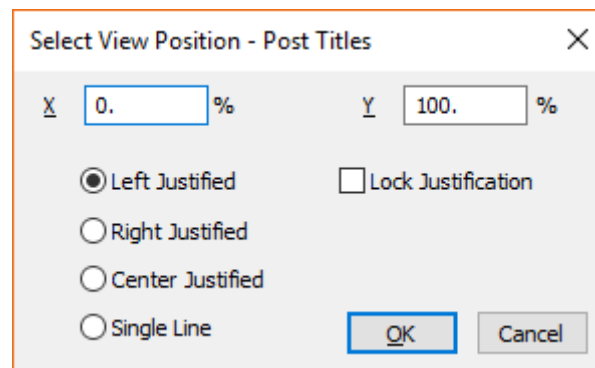 Select View Position - Post Titles
X 0. % Y 100. %
Left Justified Lock Justification
Right Justified
Center Justified
Single Line
OK Cancel